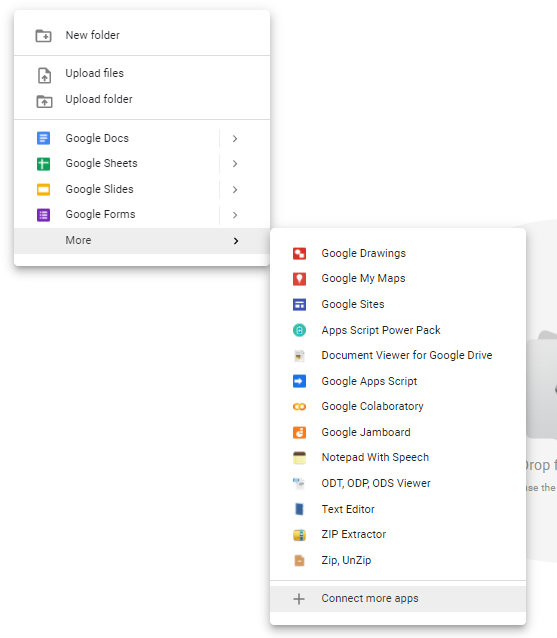 New folder
Upload files
Upload folder
Google Docs
Google Sheets
Google Slides
Google Forms
More
Google Drawings
Google My Maps
Google Sites
Apps Script Power Pack
Document Viewer for Google Drive
Google Apps Script
Google Colaboratory
Google Jamboard
Notepad With Speech
ODT, ODP, ODS Viewer
Text Editor
ZIP Extractor
Zip, UnZip
Connect more apps
Drop f
use the